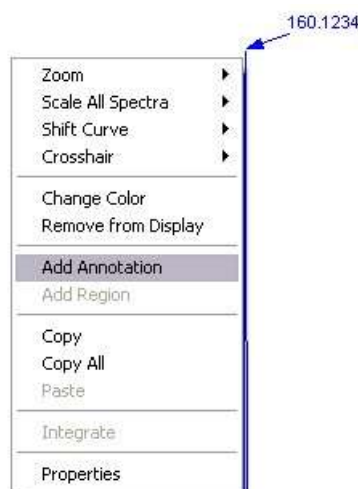 160.1234
Zoom
Scale All Spectra
Shift Curve
Crosshair
Change Color
Remove from Display
Add Annotation
Add Region
Copy
Copy All
Paste
Integrate
Properties